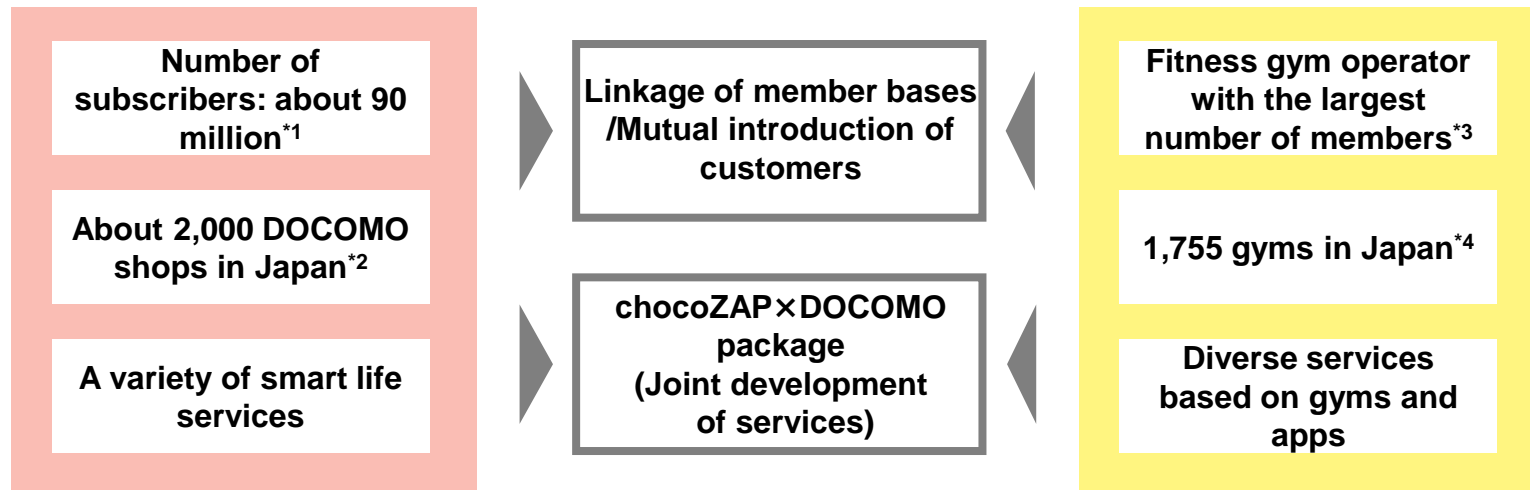 Number of
subscribers: about 90
million*1
About 2,000 DOCOMO
shops in Japan*2
A variety of smart life
services
Linkage of member bases
/Mutual introduction of
customers
chocoZAP×DOCOMO
package
(Joint development
of services)
Fitness gym operator
with the largest
number of members*3
1,755 gyms in Japan*4
Diverse services
based on gyms and
apps